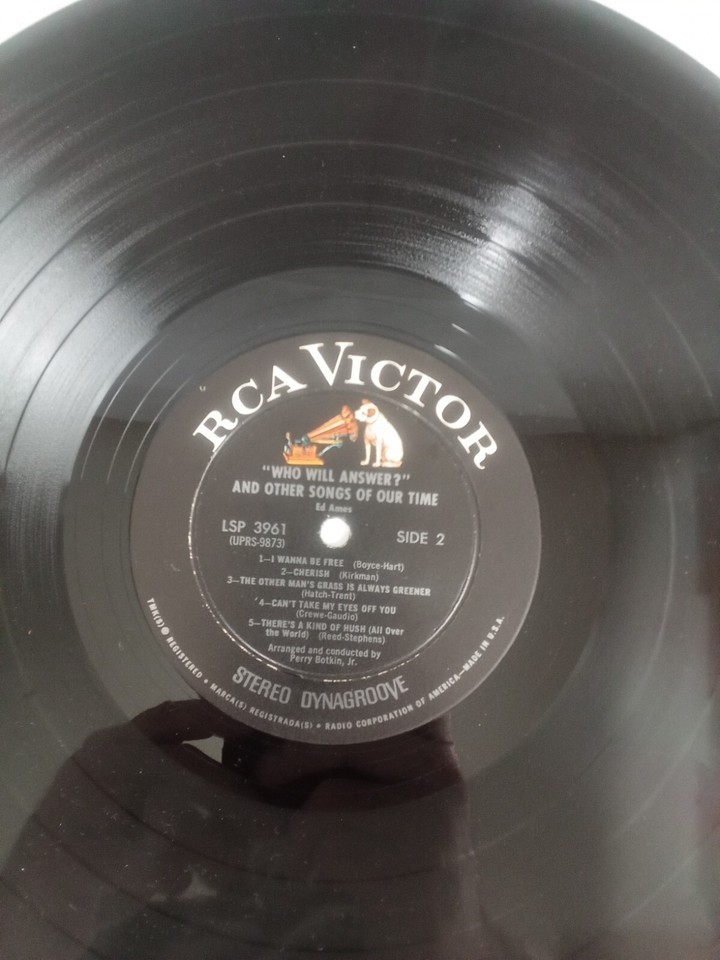 RCA VICTOR
"WHO WILL ANSWER?"
AND OTHER SONGS OF OUR TIME
Ed Ames
LSP 3961
(UPRS-9873)
SIDE 2
1—I WANNA BE FREE (Boyce-Hart)
2—CHERISH (Kirkman)
3—THE OTHER MAN'S GRASS IS ALWAYS GREENER
(Hatch-Trent)
4—CAN'T TAKE MY EYES OFF YOU
(Crewe-Gaudio)
5—THERE'S A KIND OF HUSH (All Over
the World) (Reed-Stephens)
Arranged and conducted by
Perry Botkin, Jr.
STEREO DYNAGROOVE
TMK(S) ® REGISTERED • MARCA(S) REGISTRADA(S) • RADIO CORPORATION OF AMERICA—MADE IN U.S.A.